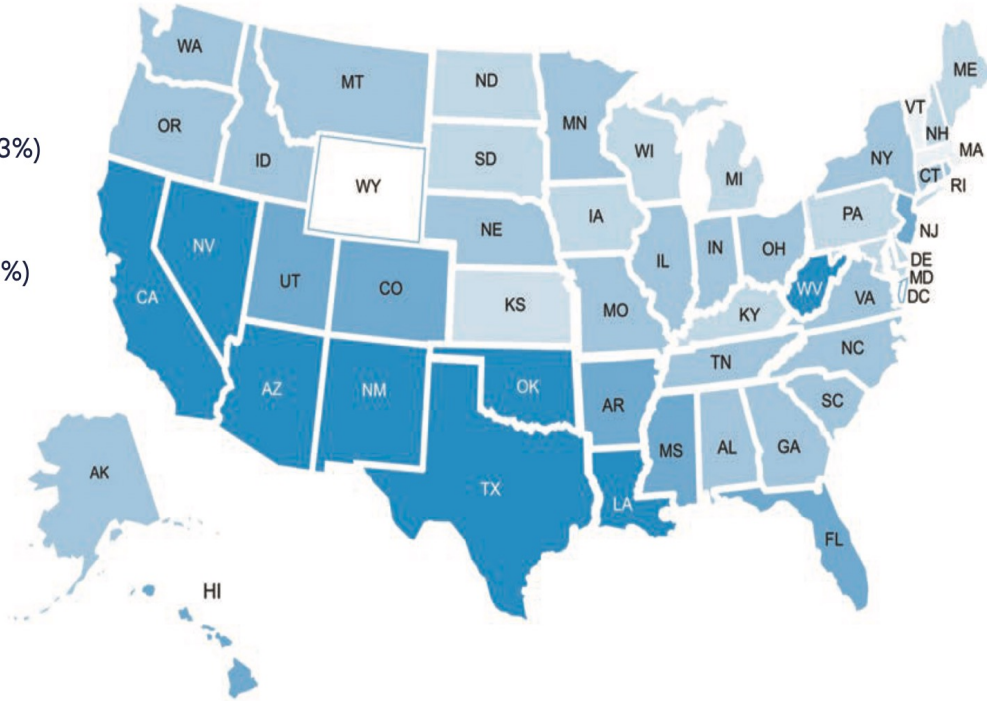 WA
MT
ND
MN
ME
VT
NH
MA
OR
3%)
ID
SD
WI
NY
CT
RI
WY
MI
PA
NJ
NE
IA
NV
UT
CO
IL
IN
OH
DE
MD
DC
%)
CA
KS
MO
WV
VA
KY
NC
TN
AZ
NM
OK
AR
SC
MS
AL
GA
AK
TX
LA
FL
HI